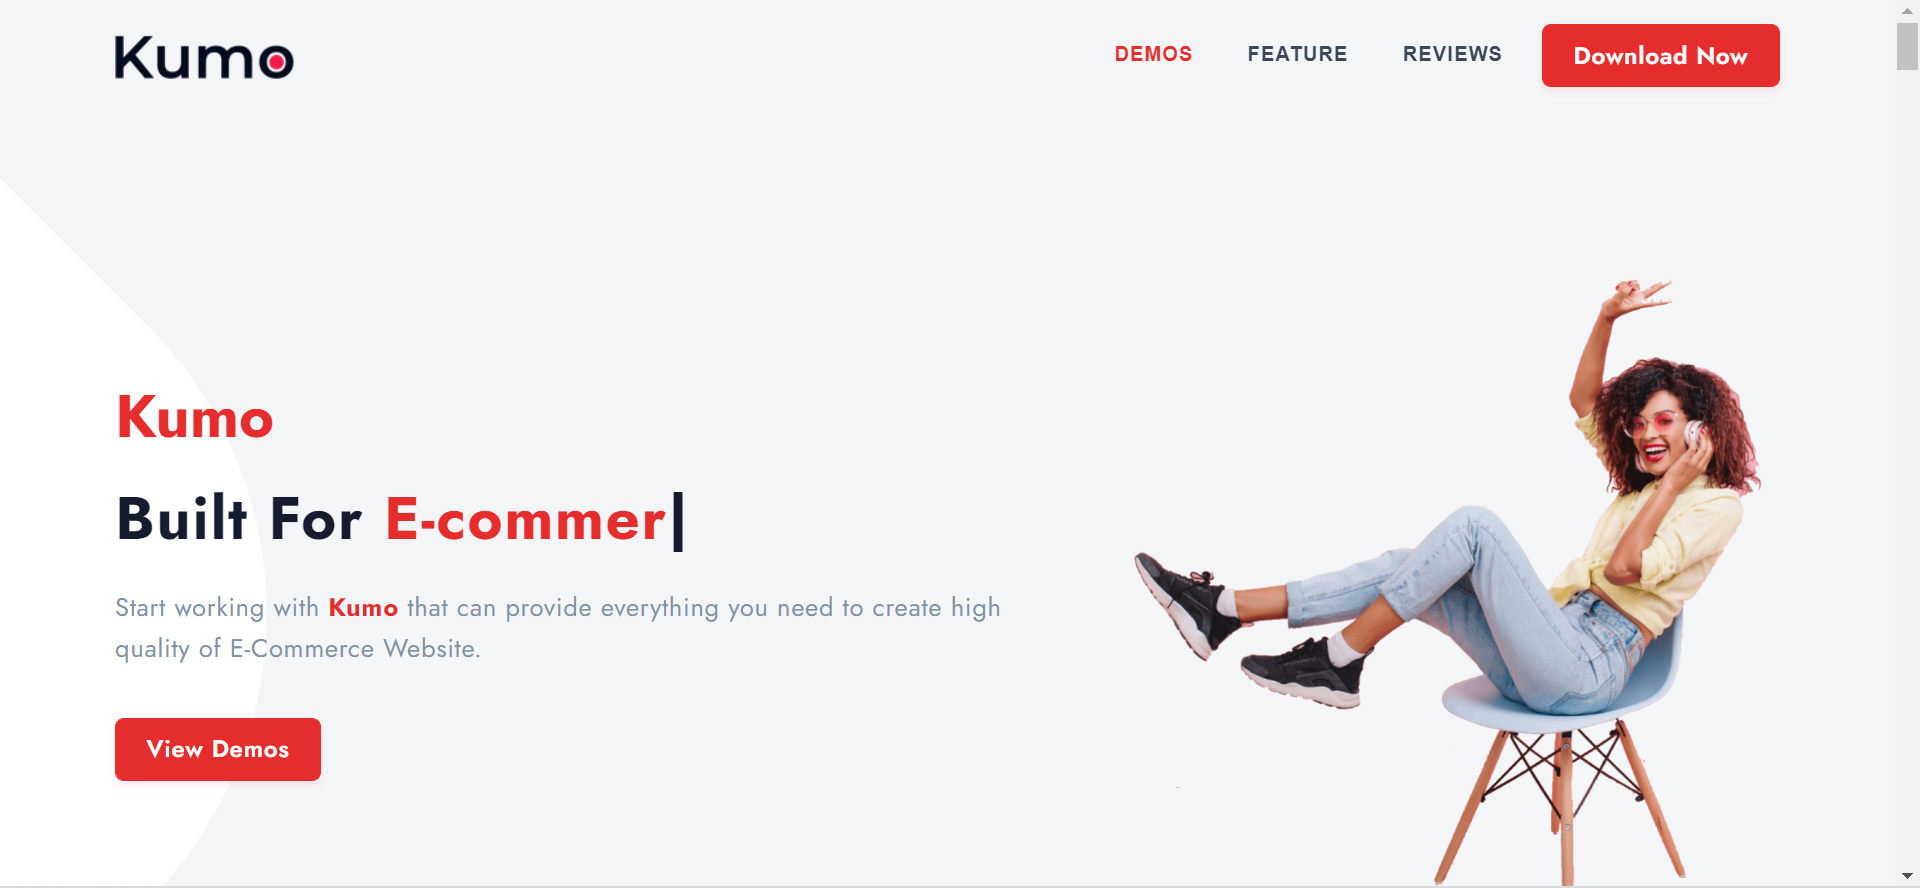 Kumo
DEMOS
FEATURE
REVIEWS
Download Now
Kumo
Built For E-commer|
Start working with Kumo that can provide everything you need to create high
quality of E-Commerce Website.
View Demos